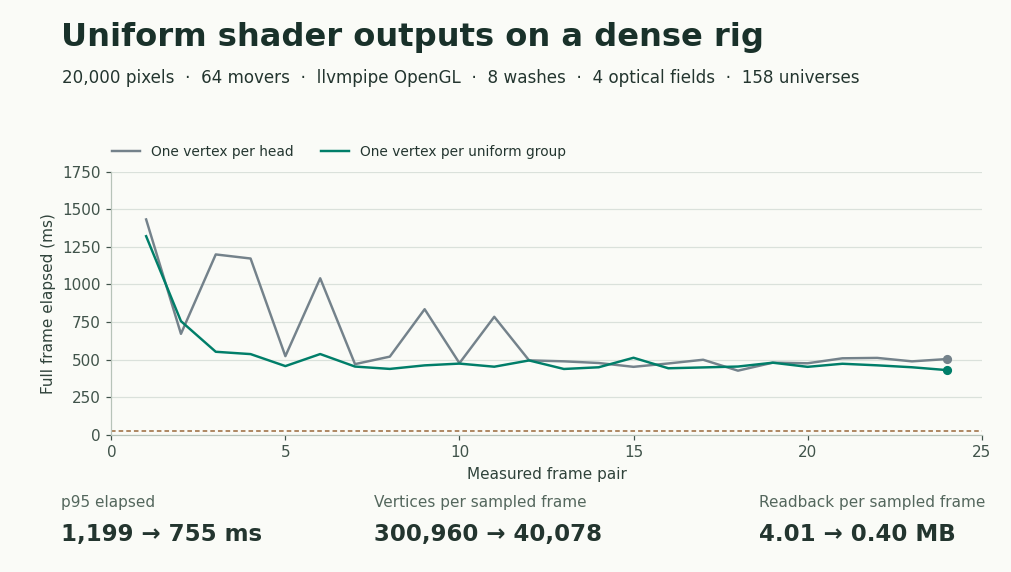 Uniform shader outputs on a dense rig
20,000 pixels · 64 movers · llvmpipe OpenGL · 8 washes · 4 optical fields · 158 universes
One vertex per head
One vertex per uniform group
Full frame elapsed (ms)
1750
1500
1250
1000
750
500
250
0
0 5 10 15 20 25
Measured frame pair
p95 elapsed
1,199 → 755 ms
Vertices per sampled frame
300,960 → 40,078
Readback per sampled frame
4.01 → 0.40 MB